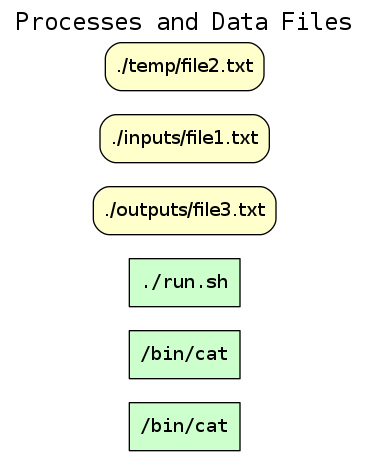 Processes and Data Files
./temp/file2.txt
./inputs/file1.txt
./outputs/file3.txt
./run.sh
/bin/cat
/bin/cat